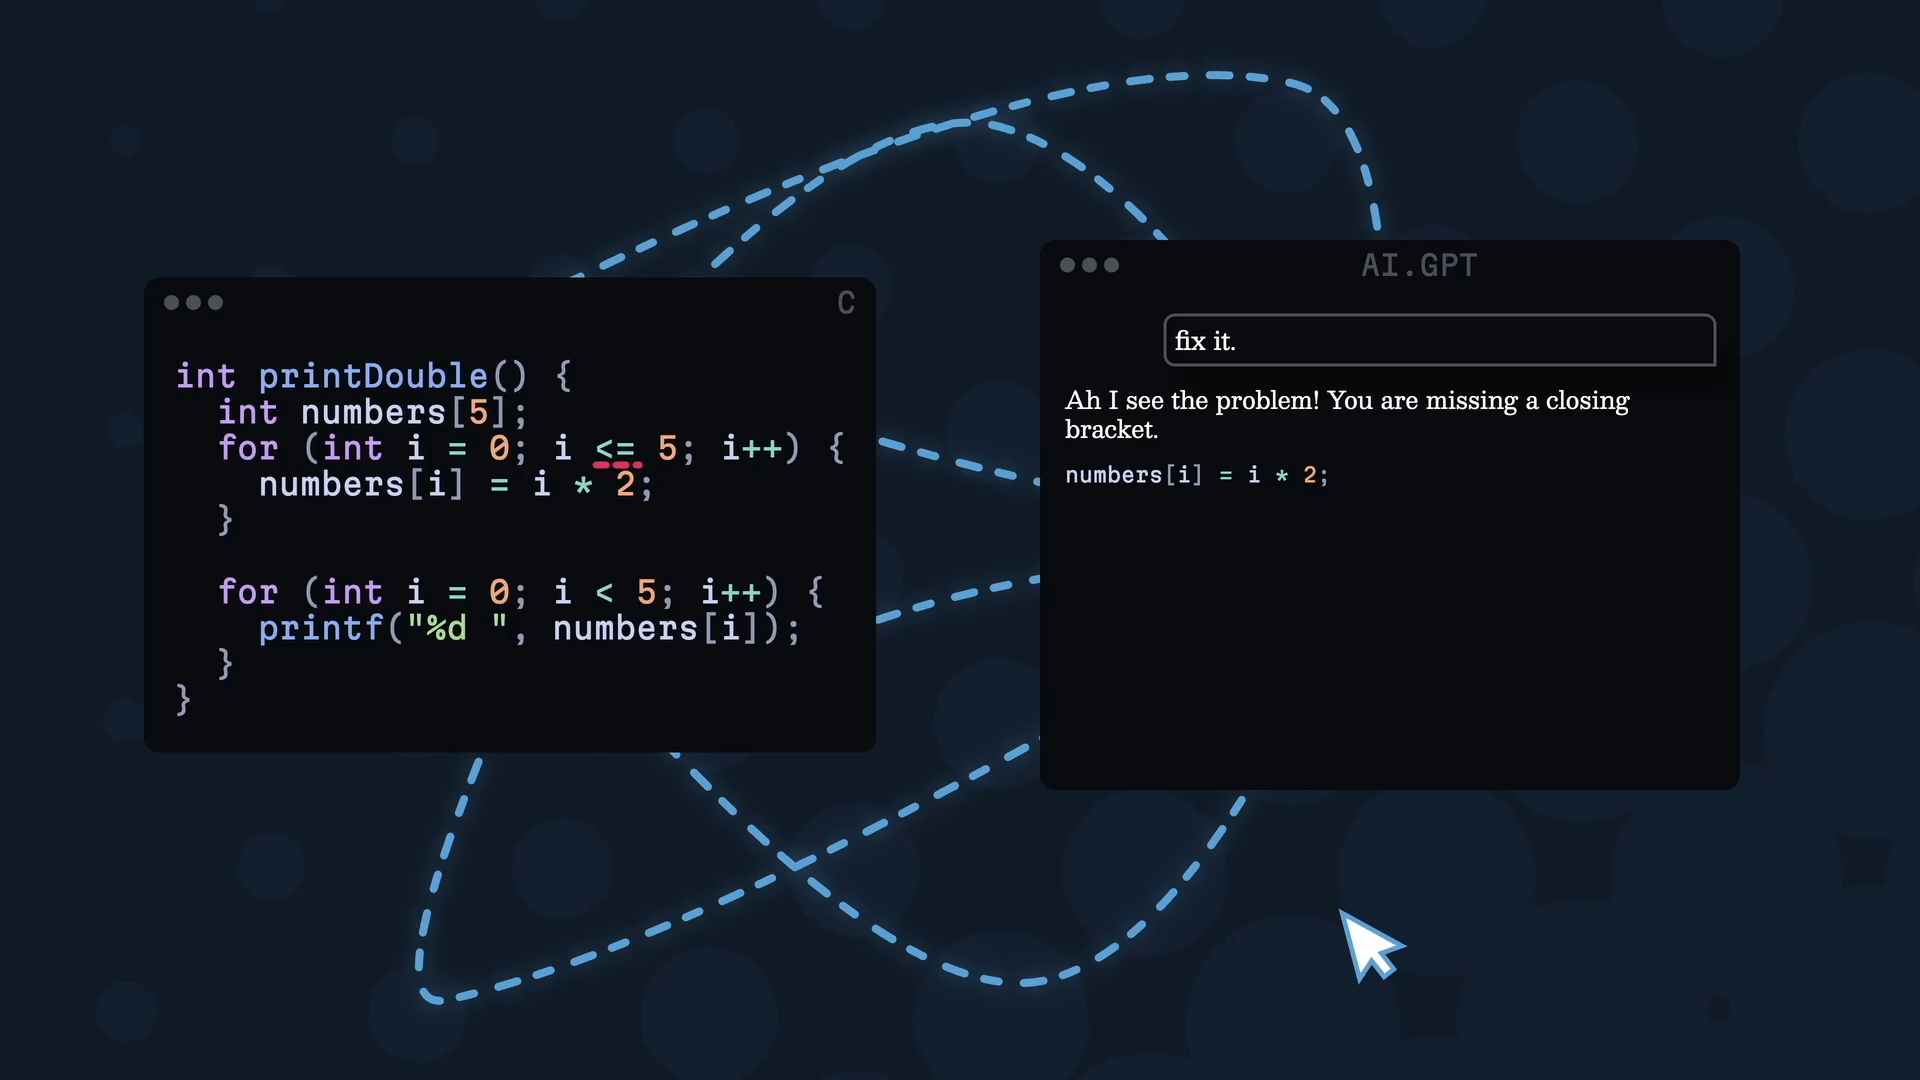 C
int printDouble() {
  int numbers[5];
  for (int i = 0; i <= 5; i++) {
    numbers[i] = i * 2;
  }

  for (int i = 0; i < 5; i++) {
    printf("%d ", numbers[i]);
  }
}
AI.GPT
fix it.
Ah I see the problem! You are missing a closing
bracket.
numbers[i] = i * 2;